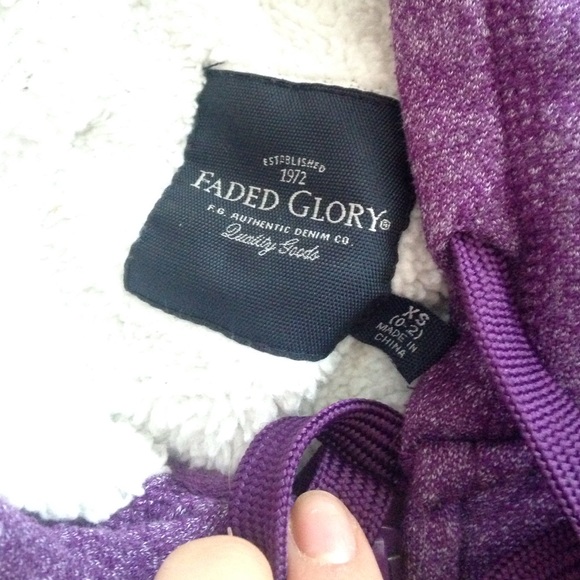 ESTABLISHED
1972
FADED GLORY®
F.G. AUTHENTIC DENIM CO.
Quality Goods
XS
(0-2)
MADE IN
CHINA